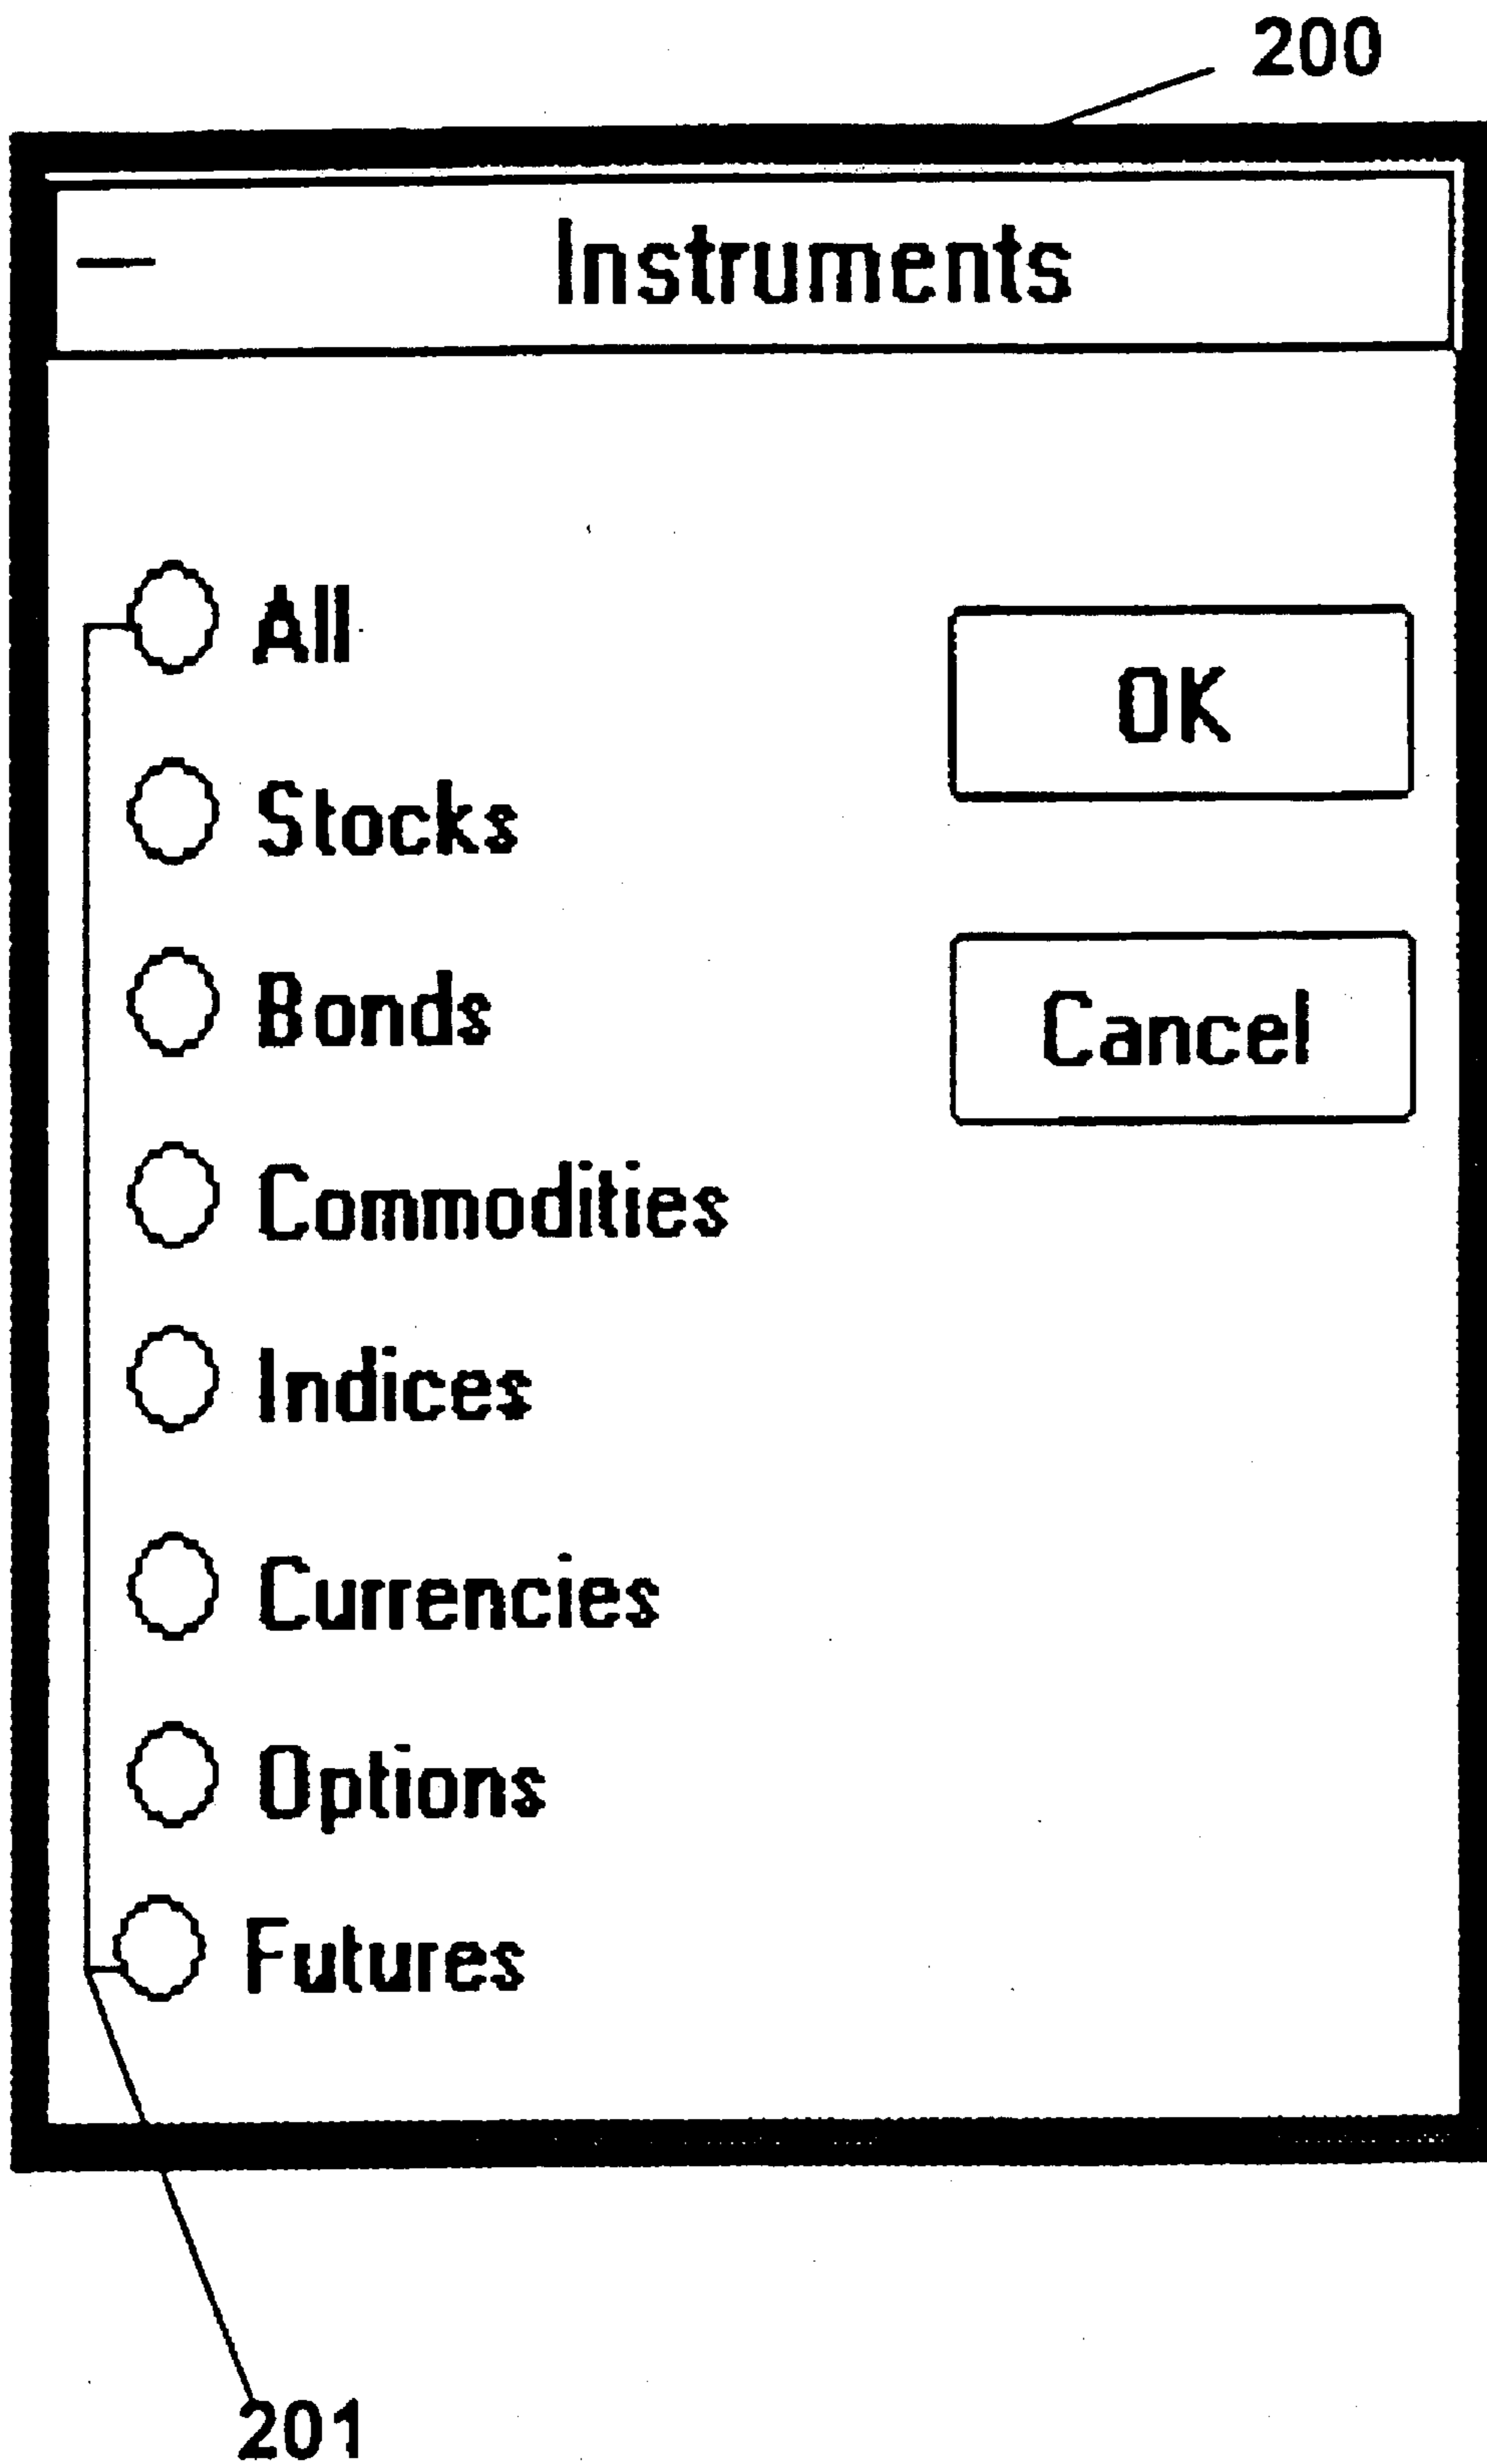 200
Instruments
All
OK
Stocks
Bonds
Cancel
Commodities
Indices
Currencies
Options
Futures
201